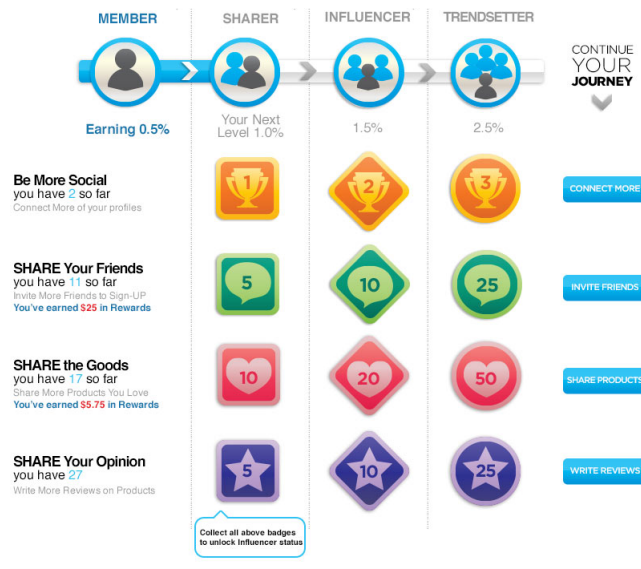 MEMBER
SHARER
INFLUENCER
TRENDSETTER
CONTINUE
YOUR
JOURNEY
Earning 0.5%
Your Next
Level 1.0%
1.5%
2.5%
Be More Social
you have 2 so far
Connect More of your profiles
1
2
3
CONNECT MORE
SHARE Your Friends
you have 11 so far
Invite More Friends to Sign-UP
You've earned $25 in Rewards
5
10
25
INVITE FRIENDS
SHARE the Goods
you have 17 so far
Share More Products You Love
You've earned $5.75 in Rewards
10
20
50
SHARE PRODUCTS
SHARE Your Opinion
you have 27
Write More Reviews on Products
5
10
25
WRITE REVIEWS
Collect all above badges
to unlock Influencer status